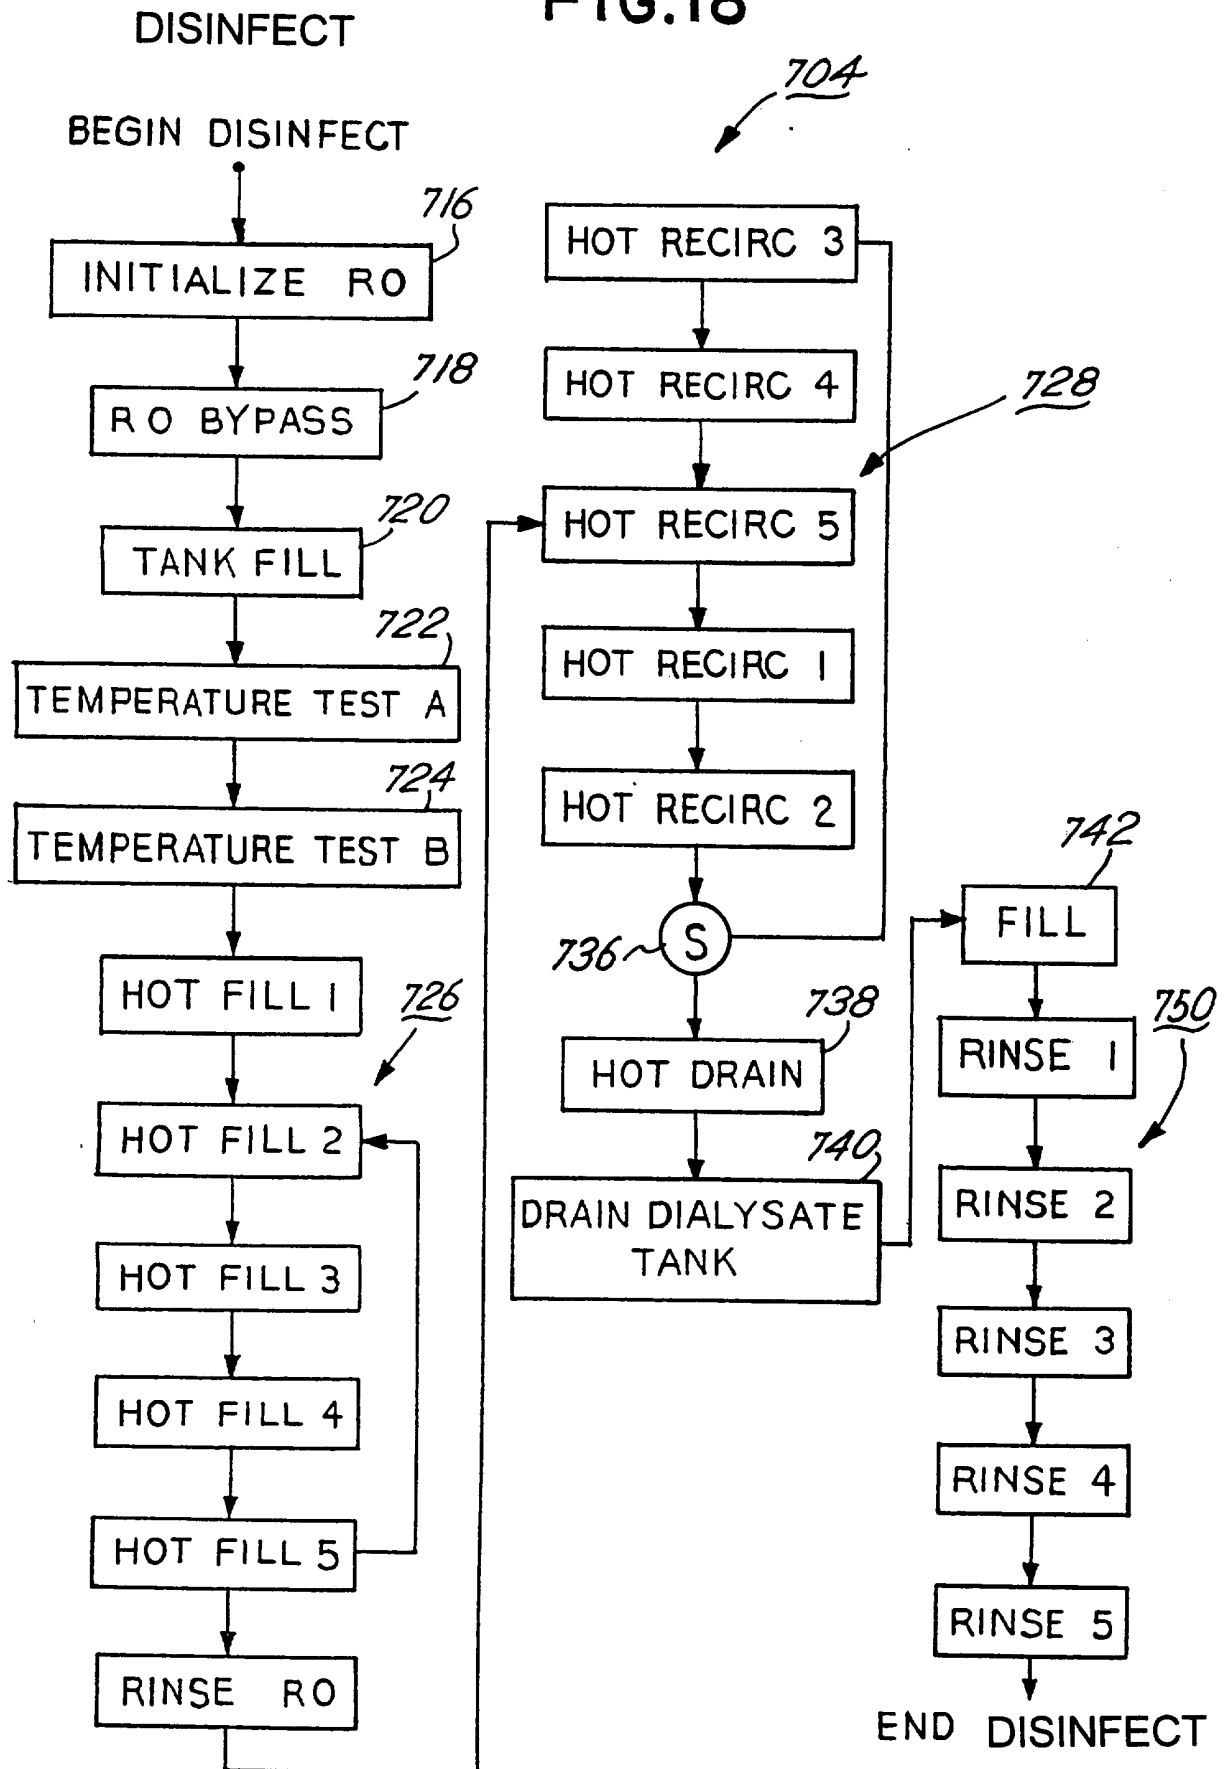 FIG.18
DISINFECT
BEGIN DISINFECT
716
INITIALIZE RO
718
RO BYPASS
720
TANK FILL
722
TEMPERATURE TEST A
724
TEMPERATURE TEST B
HOT FILL 1
726
HOT FILL 2
HOT FILL 3
HOT FILL 4
HOT FILL 5
RINSE RO
704
HOT RECIRC 3
HOT RECIRC 4
728
HOT RECIRC 5
HOT RECIRC 1
HOT RECIRC 2
736
S
738
HOT DRAIN
740
DRAIN DIALYSATE
TANK
742
FILL
750
RINSE 1
RINSE 2
RINSE 3
RINSE 4
RINSE 5
END DISINFECT